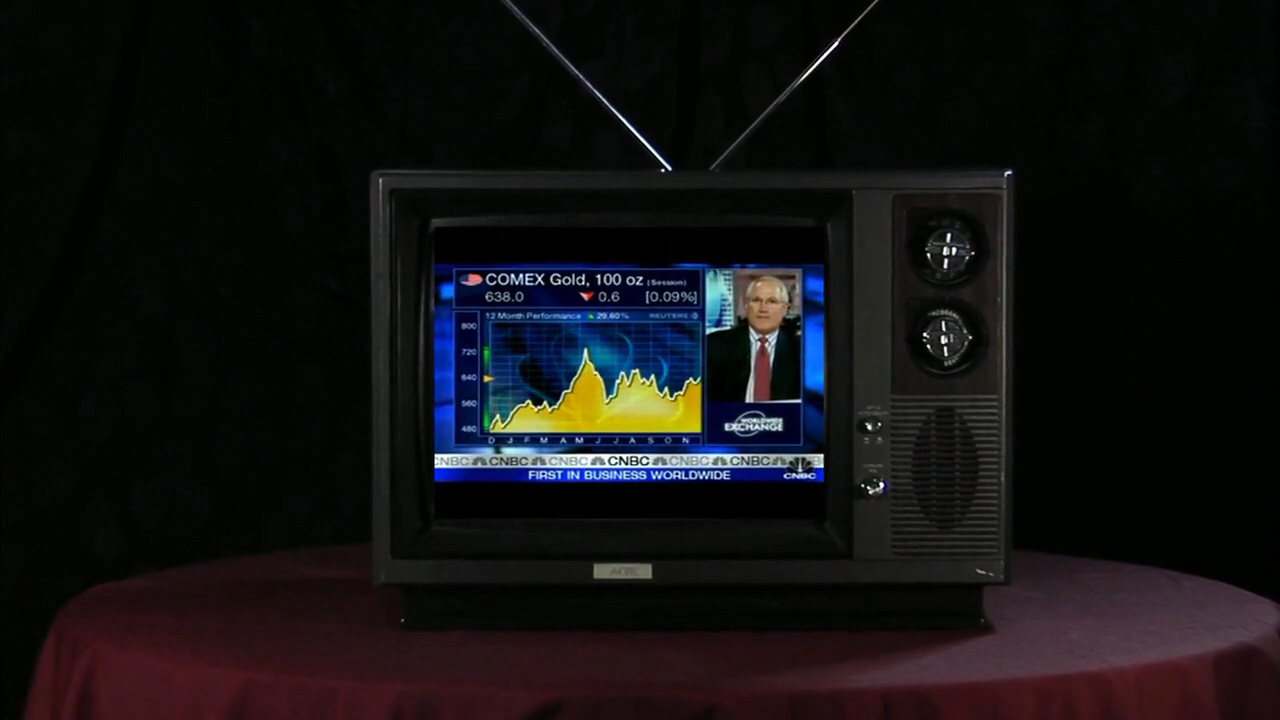 COMEX Gold, 100 oz (Session)
638.0 0.6 [0.09%]
12 Month Performance 29.60% REUTERS
800
720
640
560
480
D J F M A M J J A S O N
WORLDWIDE
EXCHANGE
CNBC CNBC CNBC CNBC CNBC CNBC
CNBC
FIRST IN BUSINESS WORLDWIDE